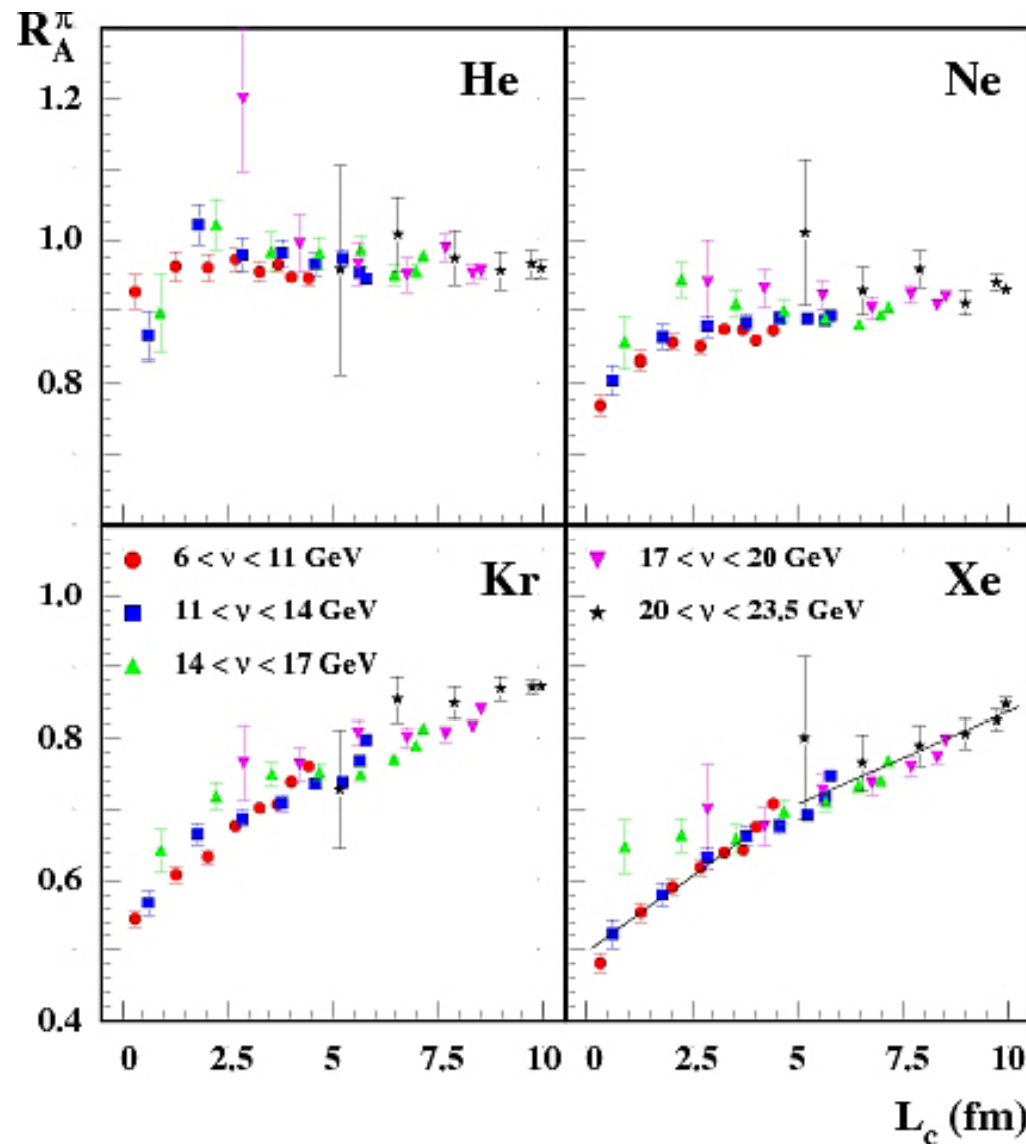 R_A^π
He
Ne
1.2
1.0
0.8
Kr
Xe
6 < ν < 11 GeV
11 < ν < 14 GeV
14 < ν < 17 GeV
17 < ν < 20 GeV
20 < ν < 23.5 GeV
1.0
0.8
0.6
0.4
0 2.5 5 7.5 10
0 2.5 5 7.5 10
L_c (fm)